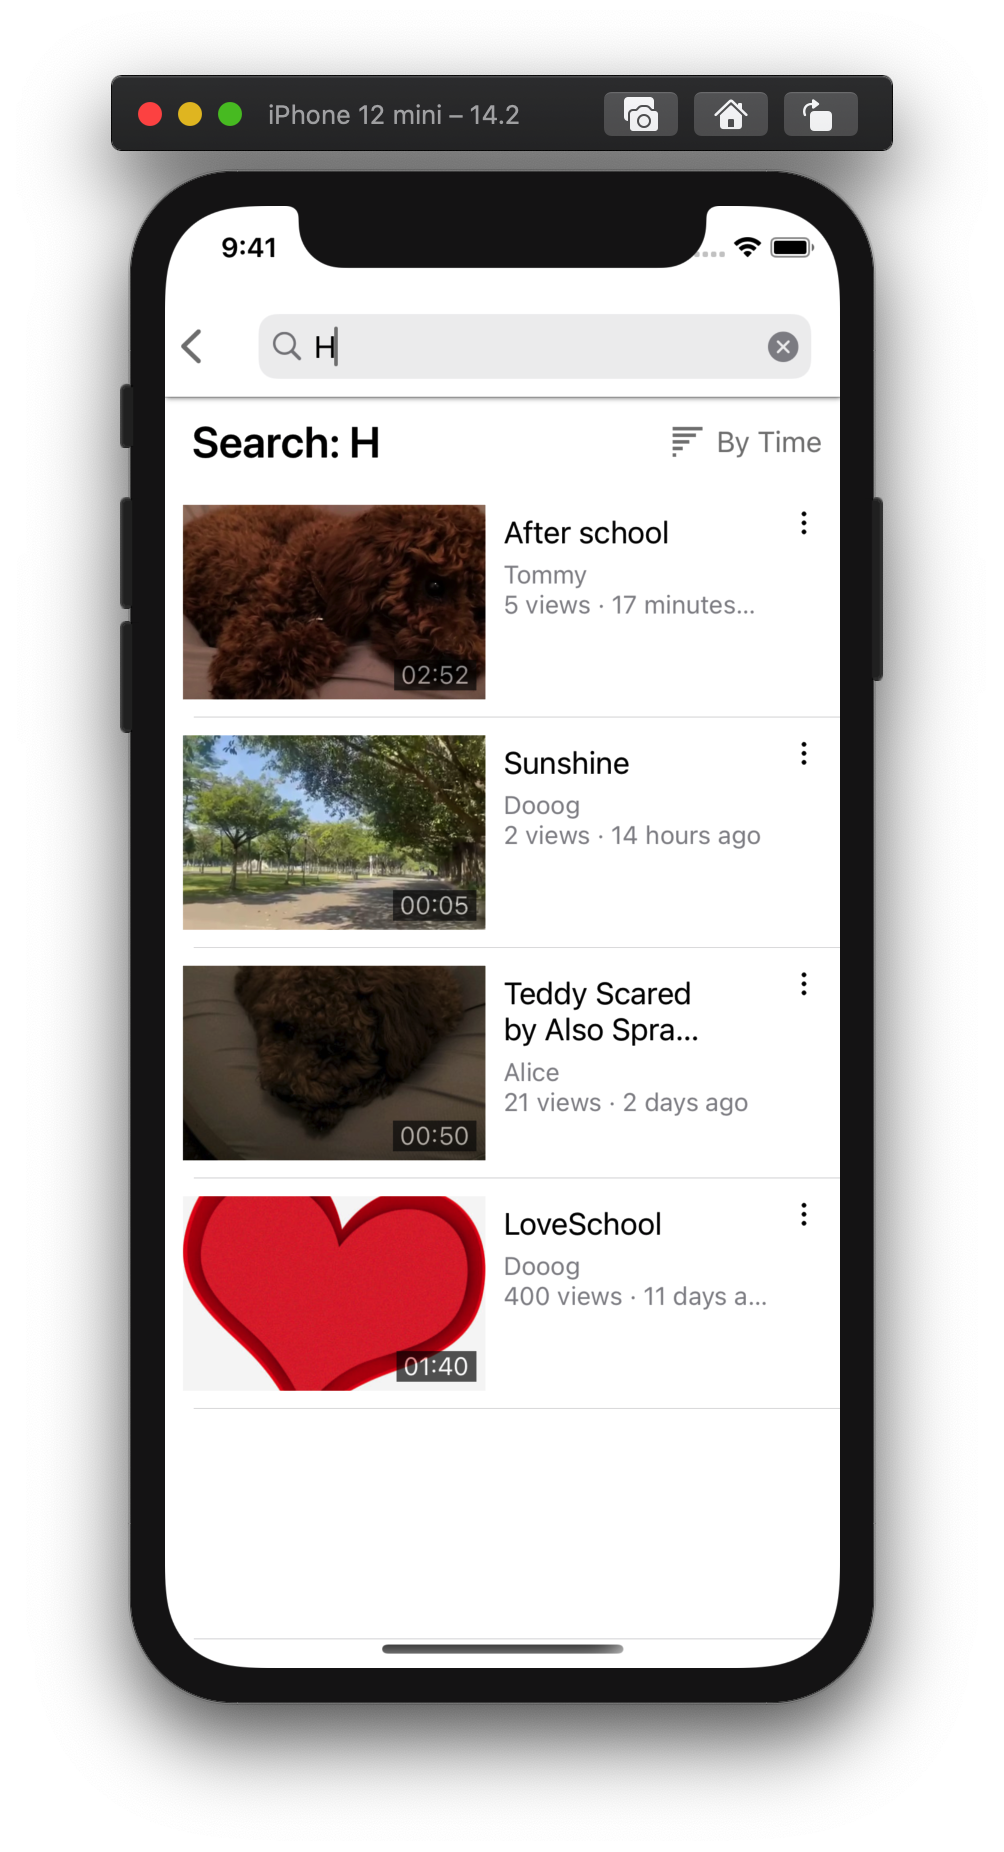 iPhone 12 mini – 14.2
9:41
H
Search: H
By Time
02:52
After school
Tommy
5 views · 17 minutes...
00:05
Sunshine
Dooog
2 views · 14 hours ago
00:50
Teddy Scared
by Also Spra...
Alice
21 views · 2 days ago
01:40
LoveSchool
Dooog
400 views · 11 days a...